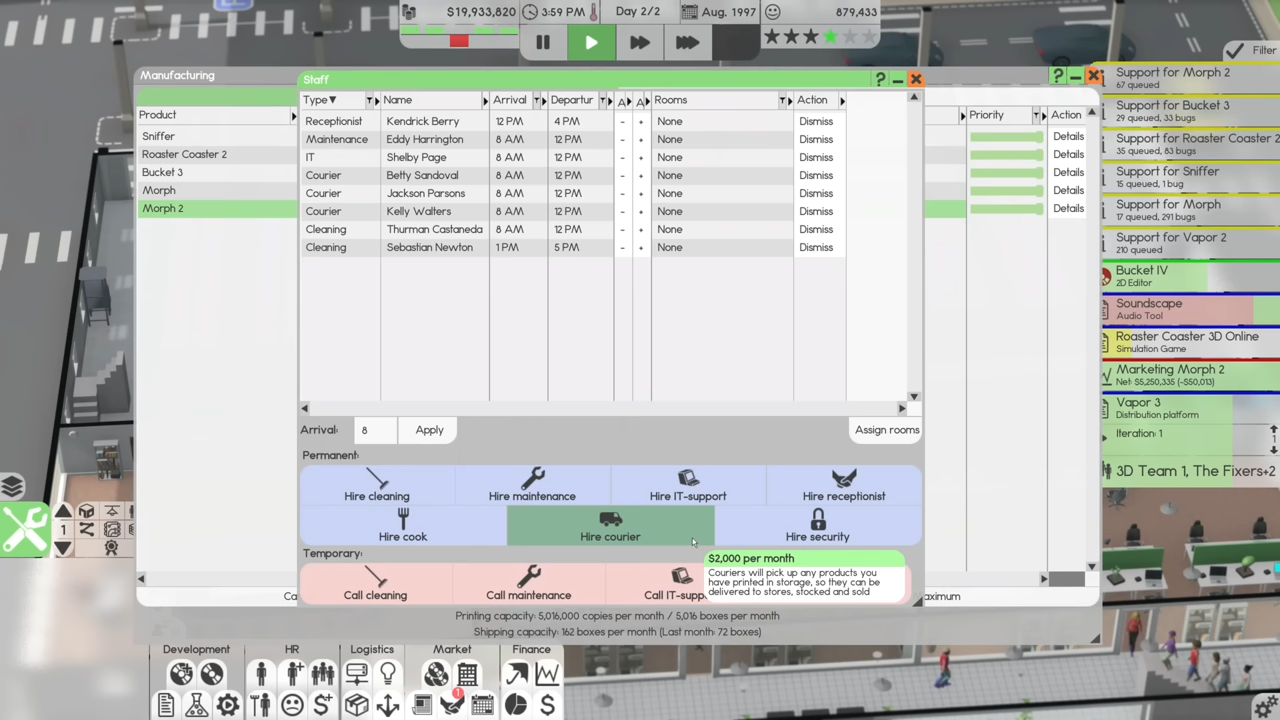 $19,933,820
3:59 PM
Day 2/2
Aug. 1997
879,433
Filter
Manufacturing
?
Staff
?
Product
Priority
Action
Sniffer
Details
Roaster Coaster 2
Details
Bucket 3
Details
Morph
Details
Morph 2
Details
Type▼ Name Arrival Departur A A Rooms Action
Receptionist Kendrick Berry 12 PM 4 PM - + None Dismiss
Maintenance Eddy Harrington 8 AM 12 PM - + None Dismiss
IT Shelby Page 8 AM 12 PM - + None Dismiss
Courier Betty Sandoval 8 AM 12 PM - + None Dismiss
Courier Jackson Parsons 8 AM 12 PM - + None Dismiss
Courier Kelly Walters 8 AM 12 PM - + None Dismiss
Cleaning Thurman Castaneda 8 AM 12 PM - + None Dismiss
Cleaning Sebastian Newton 1 PM 5 PM - + None Dismiss
Arrival: 8 Apply Assign rooms
Permanent:
Hire cleaning Hire maintenance Hire IT-support Hire receptionist
Hire cook Hire courier Hire security
Temporary:
Call cleaning Call maintenance Call IT-supp
$2,000 per month
Couriers will pick up any products you
have printed in storage, so they can be
delivered to stores, stocked and sold
Ca
aximum
Printing capacity: 5,016,000 copies per month / 5,016 boxes per month
Shipping capacity: 162 boxes per month (Last month: 72 boxes)
Support for Morph 2
67 queued
Support for Bucket 3
29 queued, 33 bugs
Support for Roaster Coaster 2
35 queued, 83 bugs
Support for Sniffer
15 queued, 1 bug
Support for Morph
17 queued, 291 bugs
Support for Vapor 2
210 queued
Bucket IV
2D Editor
Soundscape
Audio Tool
Roaster Coaster 3D Online
Simulation Game
Marketing Morph 2
Net: $5,250,335 (-$50,013)
Vapor 3
Distribution platform
Iteration: 1
3D Team 1, The Fixers+2
1
Development HR Logistics Market Finance
1
$+
$